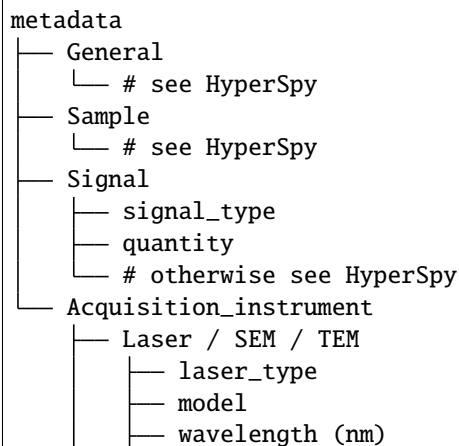 metadata
├── General
│   └── # see HyperSpy
├── Sample
│   └── # see HyperSpy
├── Signal
│   ├── signal_type
│   ├── quantity
│   └── # otherwise see HyperSpy
└── Acquisition_instrument
    ├── Laser / SEM / TEM
    │   ├── laser_type
    │   ├── model
    │   ├── wavelength (nm)